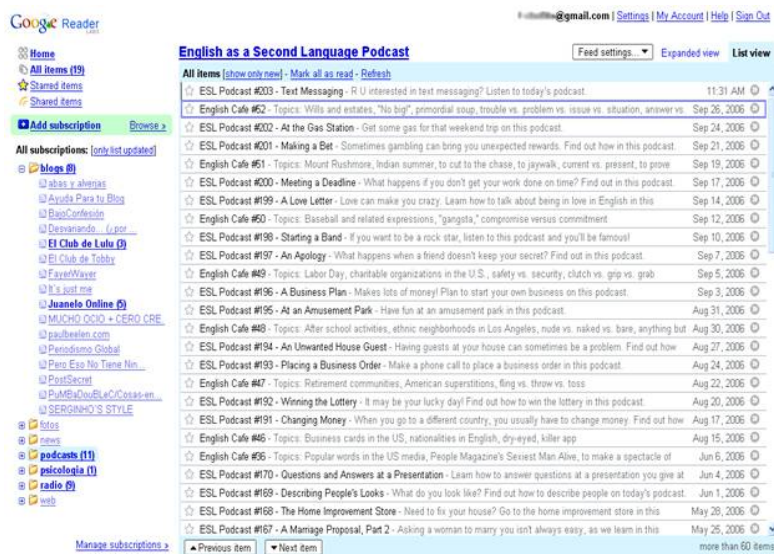 Google Reader
LABS
@gmail.com | Settings | My Account | Help | Sign Out
Home
All items (19)
Starred items
Shared items
Add subscription Browse »
All subscriptions: [only list updated]
blogs (8)
abas y alverjas
Ayuda Para tu Blog
BajoConfesión
Desvariando... (¿por ...
El Club de Lulu (3)
El Club de Tobby
FayerWayer
It´s just me
Juanelo Online (5)
MUCHO OCIO + CERO CRE...
paulbeelen.com
Periodismo Global
Pero Eso No Tiene Nin...
PostSecret
PuMBaDouBLeC/Cosas-en...
SERGINHO´S STYLE
fotos
news
podcasts (11)
psicologia (1)
radio (9)
web
Manage subscriptions »
English as a Second Language Podcast
Feed settings... Expanded view List view
All items [show only new] - Mark all as read - Refresh
ESL Podcast #203 - Text Messaging - R U interested in text messaging? Listen to today's podcast. 11:31 AM
English Cafe #52 - Topics: Wills and estates, "No big!", primordial soup, trouble vs. problem vs. issue vs. situation, answer vs. Sep 26, 2006
ESL Podcast #202 - At the Gas Station - Get some gas for that weekend trip on this podcast. Sep 24, 2006
ESL Podcast #201 - Making a Bet - Sometimes gambling can bring you unexpected rewards. Find out how in this podcast. Sep 21, 2006
English Cafe #51 - Topics: Mount Rushmore, Indian summer, to cut to the chase, to jaywalk, current vs. present, to prove Sep 19, 2006
ESL Podcast #200 - Meeting a Deadline - What happens if you don't get your work done on time? Find out in this podcast. Sep 17, 2006
ESL Podcast #199 - A Love Letter - Love can make you crazy. Learn how to talk about being in love in English in this Sep 14, 2006
English Cafe #50 - Topics: Baseball and related expressions, "gangsta," compromise versus commitment Sep 12, 2006
ESL Podcast #198 - Starting a Band - If you want to be a rock star, listen to this podcast and you'll be famous! Sep 10, 2006
ESL Podcast #197 - An Apology - What happens when a friend doesn't keep your secret? Find out in this podcast. Sep 7, 2006
English Cafe #49 - Topics: Labor Day, charitable organizations in the U.S., safety vs. security, clutch vs. grip vs. grab Sep 5, 2006
ESL Podcast #196 - A Business Plan - Makes lots of money! Plan to start your own business on this podcast. Sep 3, 2006
ESL Podcast #195 - At an Amusement Park - Have fun at an amusement park in this podcast. Aug 31, 2006
English Cafe #48 - Topics: After school activities, ethnic neighborhoods in Los Angeles, nude vs. naked vs. bare, anything but Aug 30, 2006
ESL Podcast #194 - An Unwanted House Guest - Having guests at your house can sometimes be a problem. Find out how Aug 27, 2006
ESL Podcast #193 - Placing a Business Order - Make a phone call to place a business order in this podcast. Aug 24, 2006
English Cafe #47 - Topics: Retirement communities, American superstitions, fling vs. throw vs. toss Aug 22, 2006
ESL Podcast #192 - Winning the Lottery - It may be your lucky day! Find out how to win the lottery in this podcast. Aug 20, 2006
ESL Podcast #191 - Changing Money - When you go to a different country, you usually have to change money. Find out how Aug 17, 2006
English Cafe #46 - Topics: Business cards in the US, nationalities in English, dry-eyed, killer app Aug 15, 2006
English Cafe #36 - Topics: Popular words in the US media, People Magazine's Sexiest Man Alive, to make a spectacle of Jun 6, 2006
ESL Podcast #170 - Questions and Answers at a Presentation - Learn how to answer questions at a presentation you give at Jun 4, 2006
ESL Podcast #169 - Describing People's Looks - What do you look like? Find out how to describe people on today's podcast. Jun 1, 2006
ESL Podcast #168 - The Home Improvement Store - Need to fix your house? Go to the home improvement store in this May 28, 2006
ESL Podcast #167 - A Marriage Proposal, Part 2 - Asking a woman to marry you isn't always easy, as we learn in this May 25, 2006
Previous item Next item more than 60 items